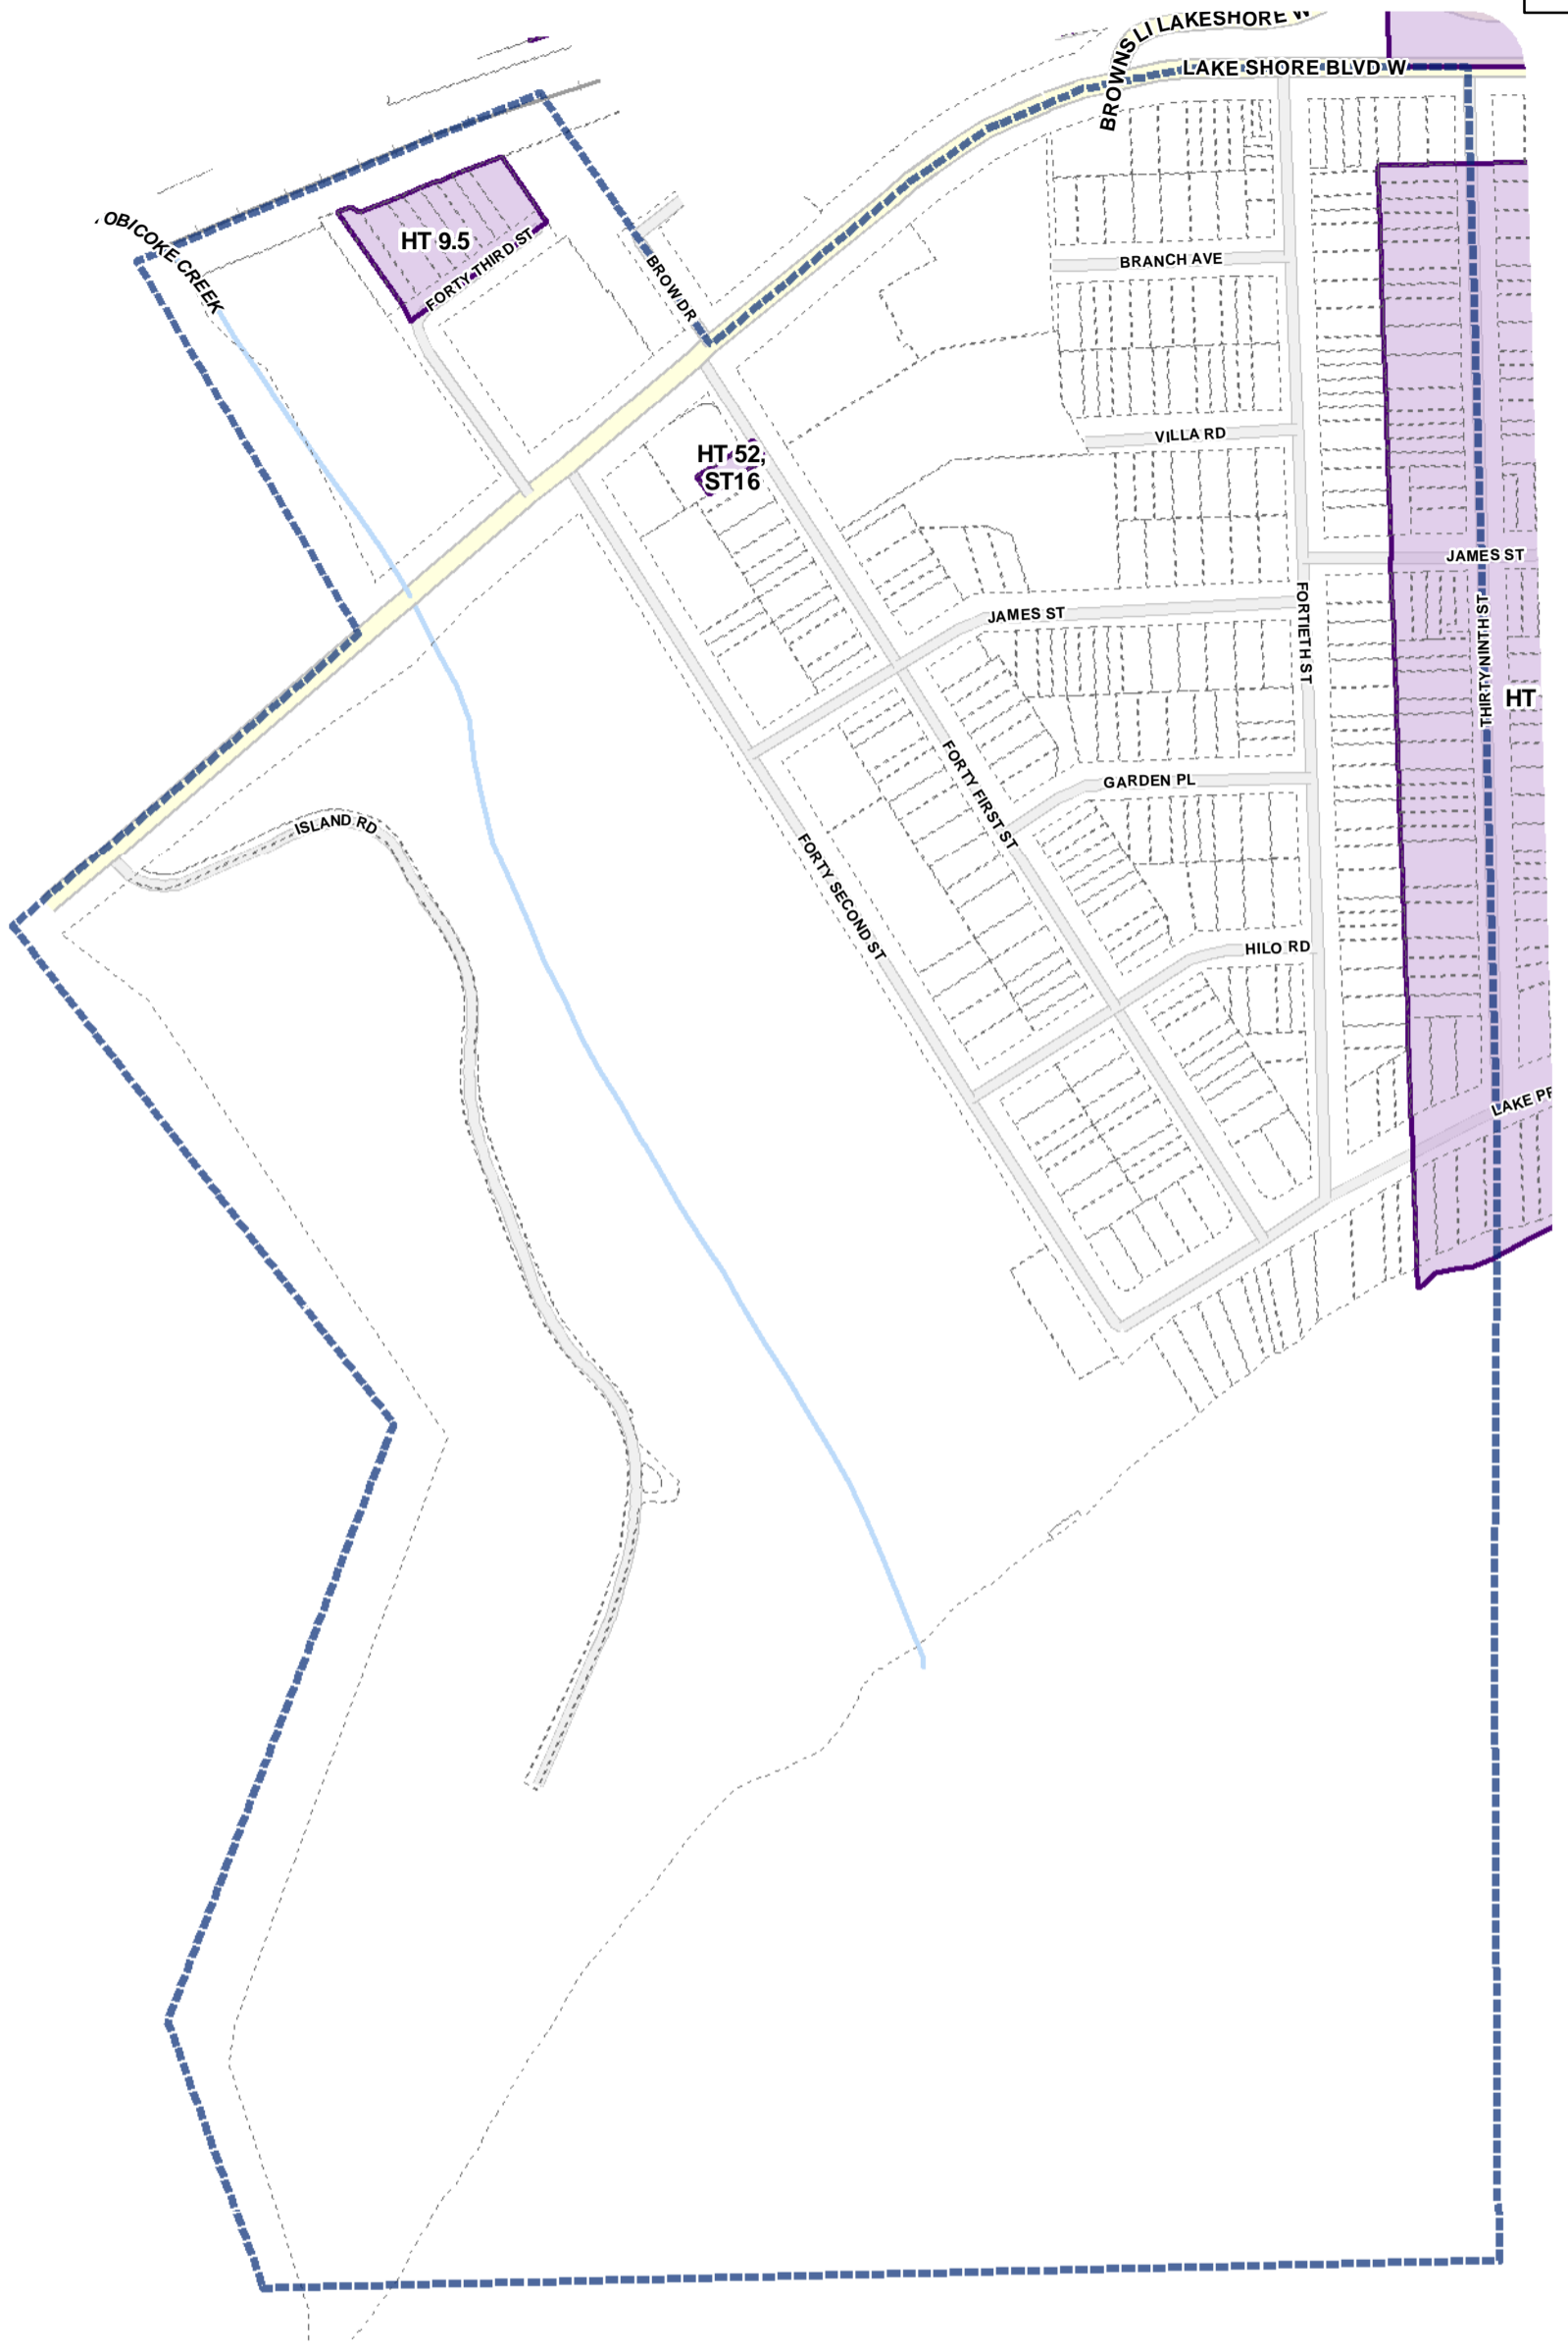 BROWNS LI LAKESHORE W
LAKE SHORE BLVD W
OBICOKE CREEK
HT 9.5
FORTY THIRD ST
BROW DR
BRANCH AVE
VILLA RD
HT 52,
ST16
JAMES ST
JAMES ST
FORTIETH ST
THIRTY NINTH ST
HT
GARDEN PL
FORTY FIRST ST
ISLAND RD
FORTY SECOND ST
HILO RD
LAKE PR